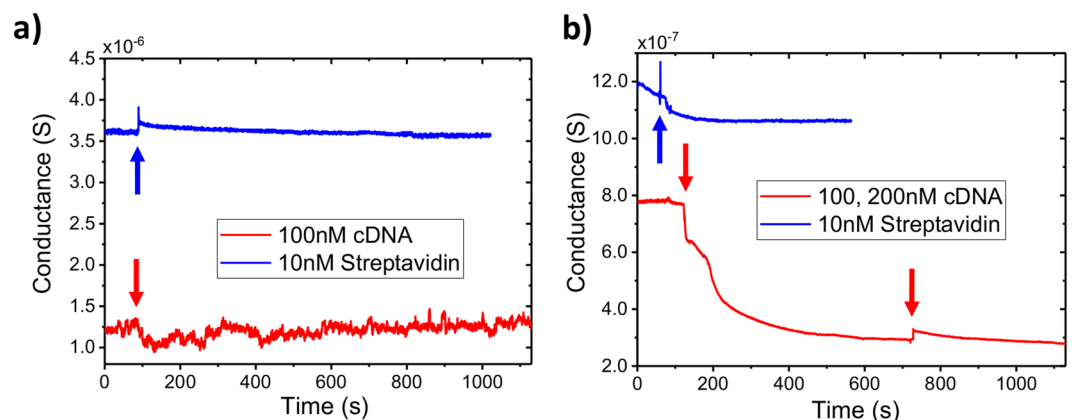 a)
x10⁻⁶
4.5
4.0
3.5
3.0
2.5
2.0
1.5
1.0
Conductance (S)
100nM cDNA
10nM Streptavidin
0 200 400 600 800 1000
Time (s)
b)
x10⁻⁷
12.0
10.0
8.0
6.0
4.0
2.0
Conductance (S)
100, 200nM cDNA
10nM Streptavidin
0 200 400 600 800 1000
Time (s)